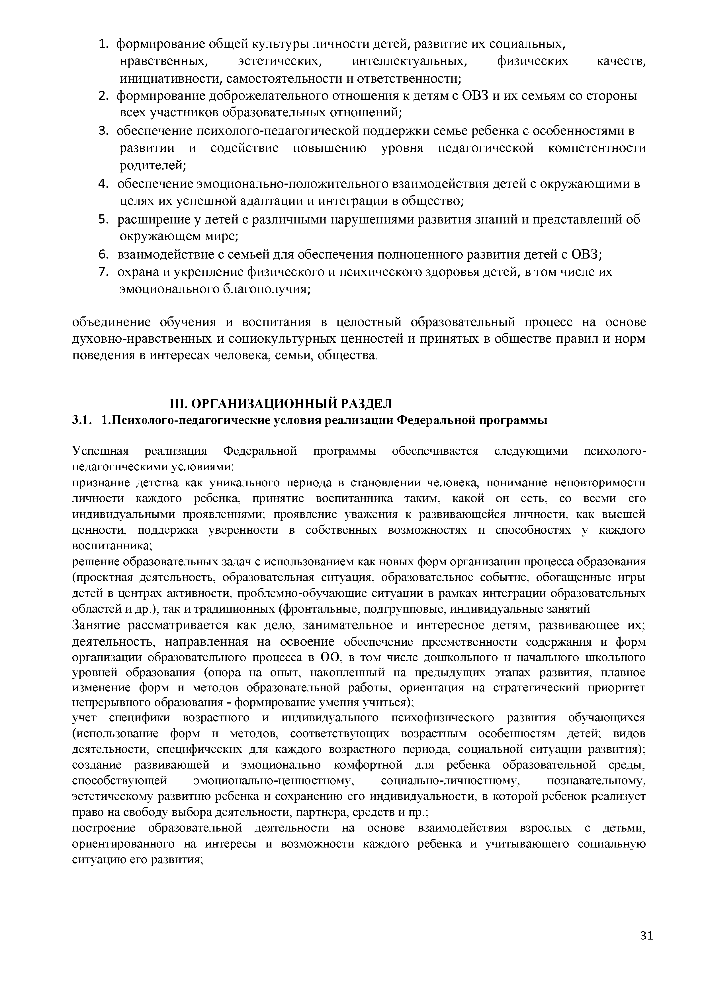 1. формирование общей культуры личности детей, развитие их социальных,
нравственных, эстетических, интеллектуальных, физических качеств,
инициативности, самостоятельности и ответственности;
2. формирование доброжелательного отношения к детям с ОВЗ и их семьям со стороны
всех участников образовательных отношений;
3. обеспечение психолого-педагогической поддержки семье ребенка с особенностями в
развитии и содействие повышению уровня педагогической компетентности
родителей;
4. обеспечение эмоционально-положительного взаимодействия детей с окружающими в
целях их успешной адаптации и интеграции в общество;
5. расширение у детей с различными нарушениями развития знаний и представлений об
окружающем мире;
6. взаимодействие с семьей для обеспечения полноценного развития детей с ОВЗ;
7. охрана и укрепление физического и психического здоровья детей, в том числе их
эмоционального благополучия;
объединение обучения и воспитания в целостный образовательный процесс на основе
духовно-нравственных и социокультурных ценностей и принятых в обществе правил и норм
поведения в интересах человека, семьи, общества.
III. ОРГАНИЗАЦИОННЫЙ РАЗДЕЛ
3.1. 1.Психолого-педагогические условия реализации Федеральной программы
Успешная реализация Федеральной программы обеспечивается следующими психолого-
педагогическими условиями:
признание детства как уникального периода в становлении человека, понимание неповторимости
личности каждого ребенка, принятие воспитанника таким, какой он есть, со всеми его
индивидуальными проявлениями; проявление уважения к развивающейся личности, как высшей
ценности, поддержка уверенности в собственных возможностях и способностях у каждого
воспитанника;
решение образовательных задач с использованием как новых форм организации процесса образования
(проектная деятельность, образовательная ситуация, образовательное событие, обогащенные игры
детей в центрах активности, проблемно-обучающие ситуации в рамках интеграции образовательных
областей и др.), так и традиционных (фронтальные, подгрупповые, индивидуальные занятий
Занятие рассматривается как дело, занимательное и интересное детям, развивающее их;
деятельность, направленная на освоение обеспечение преемственности содержания и форм
организации образовательного процесса в ОО, в том числе дошкольного и начального школьного
уровней образования (опора на опыт, накопленный на предыдущих этапах развития, плавное
изменение форм и методов образовательной работы, ориентация на стратегический приоритет
непрерывного образования - формирование умения учиться);
учет специфики возрастного и индивидуального психофизического развития обучающихся
(использование форм и методов, соответствующих возрастным особенностям детей; видов
деятельности, специфических для каждого возрастного периода, социальной ситуации развития);
создание развивающей и эмоционально комфортной для ребенка образовательной среды,
способствующей эмоционально-ценностному, социально-личностному, познавательному,
эстетическому развитию ребенка и сохранению его индивидуальности, в которой ребенок реализует
право на свободу выбора деятельности, партнера, средств и пр.;
построение образовательной деятельности на основе взаимодействия взрослых с детьми,
ориентированного на интересы и возможности каждого ребенка и учитывающего социальную
ситуацию его развития;
31